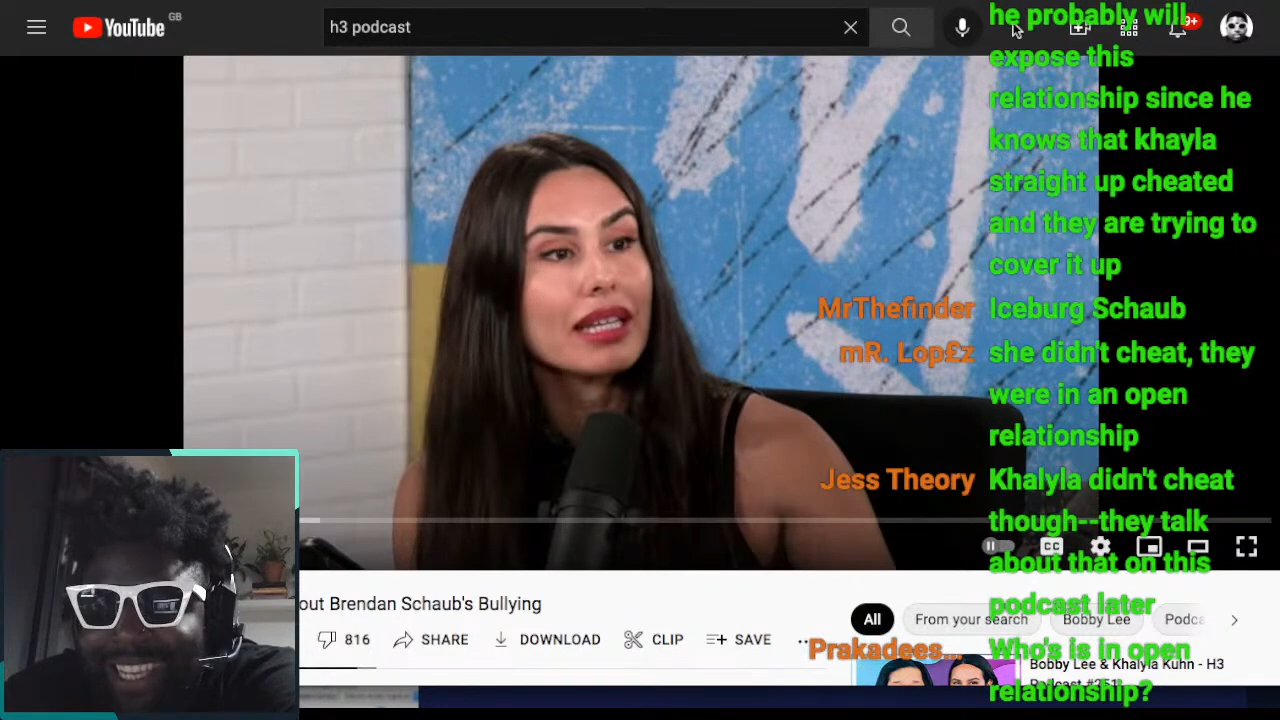 YouTube GB
h3 podcast
9+
he probably will
expose this
relationship since he
knows that khayla
straight up cheated
and they are trying to
cover it up
MrThefinder Iceburg Schaub
mR. Lop£z she didn't cheat, they
were in an open
relationship
Jess Theory Khalyla didn't cheat
though--they talk
about that on this
podcast later
Prakadees... Who's is in open
relationship?
CC
out Brendan Schaub's Bullying
816 SHARE DOWNLOAD CLIP SAVE ...
All From your search Bobby Lee Podca
Bobby Lee & Khalyla Kuhn - H3